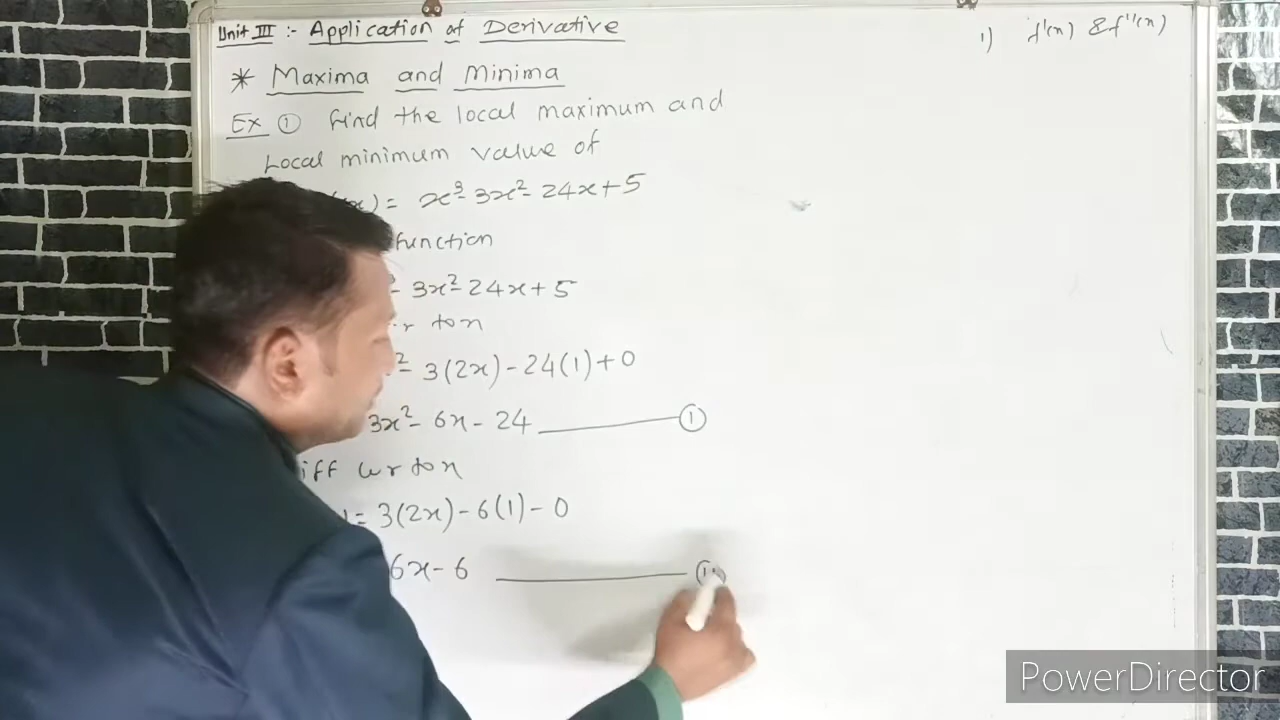 Unit III :- Application of Derivative
* Maxima and Minima
Ex ① find the local maximum and
Local minimum value of
x) = x³- 3x²- 24x+5
function
- 3x²- 24x+5
to x
²- 3(2x) - 24(1)+0
3x²- 6x - 24 ①
iff w r to x
= 3(2x) - 6(1) - 0
6x - 6
1) f'(x) & f''(x)
PowerDirector